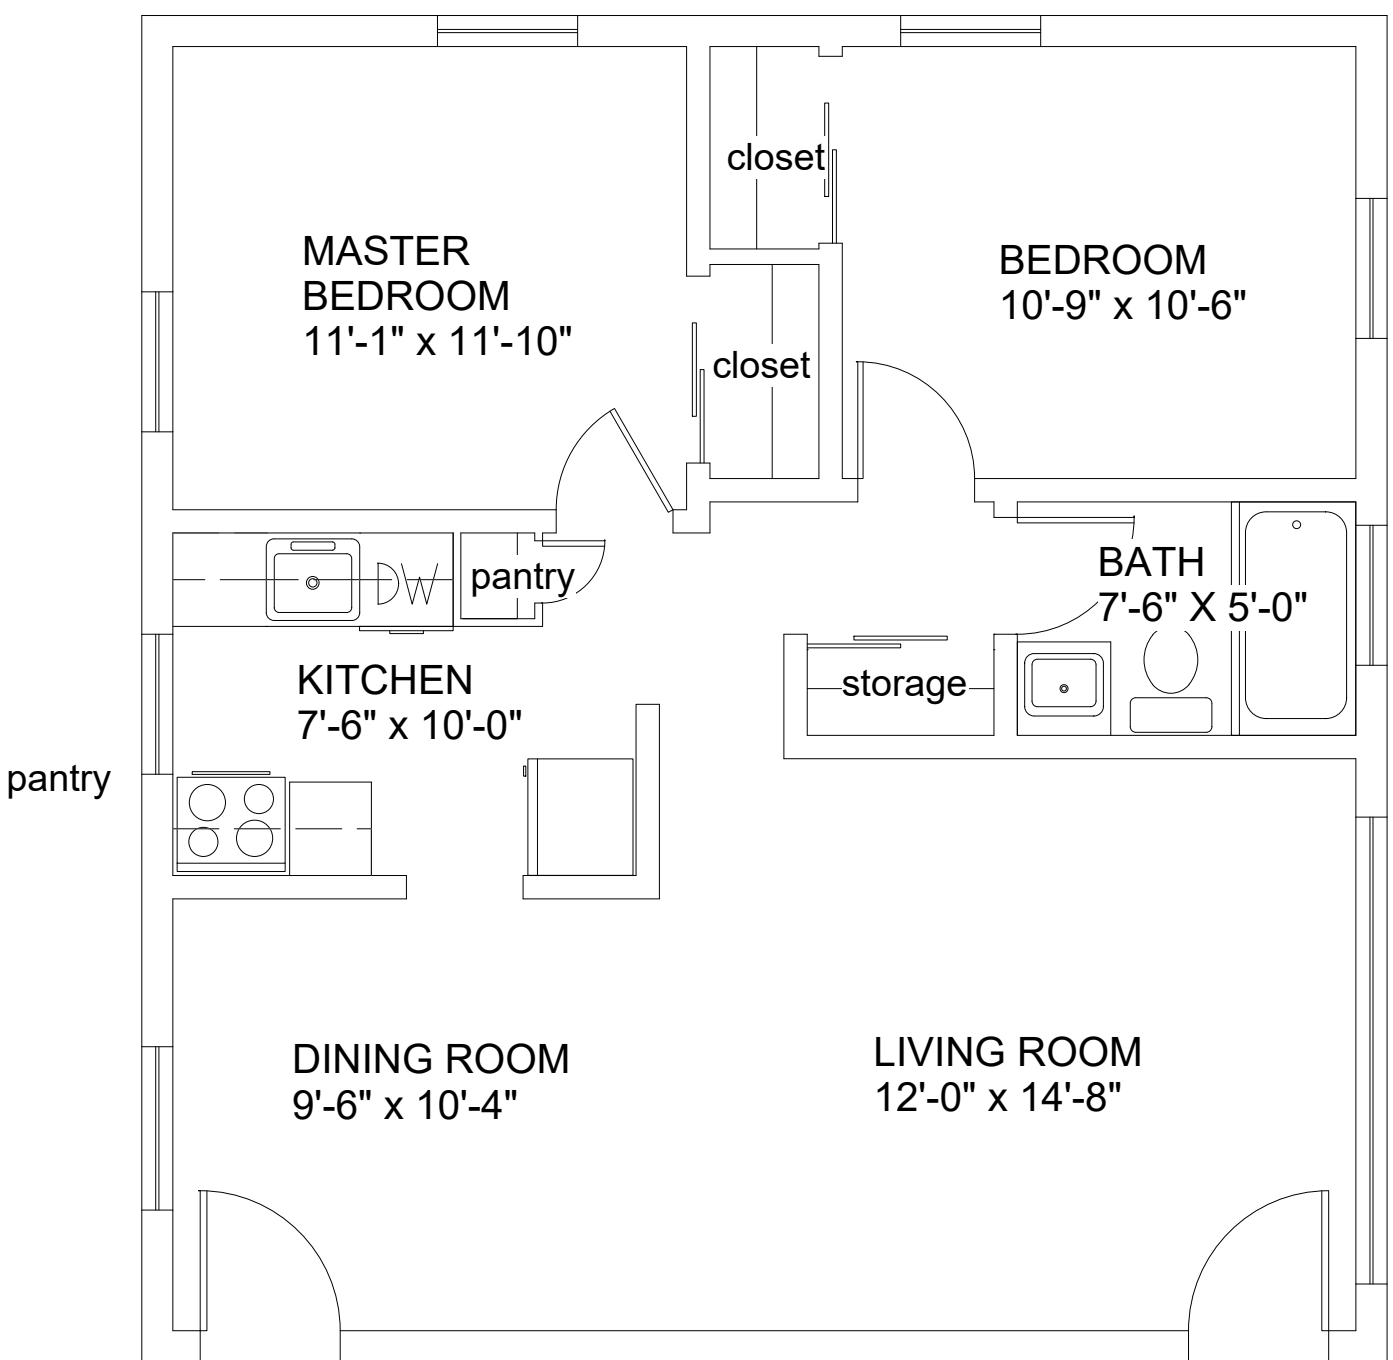 closet
MASTER
BEDROOM
11'-1" x 11'-10"
BEDROOM
10'-9" x 10'-6"
closet
pantry
DW
BATH
7'-6" X 5'-0"
KITCHEN
7'-6" x 10'-0"
storage
pantry
DINING ROOM
9'-6" x 10'-4"
LIVING ROOM
12'-0" x 14'-8"